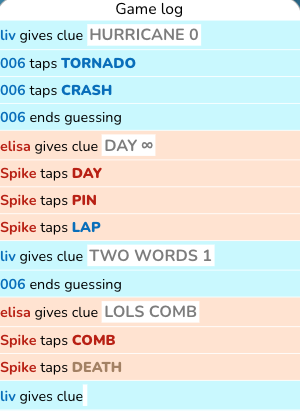 Game log
liv gives clue HURRICANE 0
006 taps TORNADO
006 taps CRASH
006 ends guessing
elisa gives clue DAY ∞
Spike taps DAY
Spike taps PIN
Spike taps LAP
liv gives clue TWO WORDS 1
006 ends guessing
elisa gives clue LOLS COMB
Spike taps COMB
Spike taps DEATH
liv gives clue